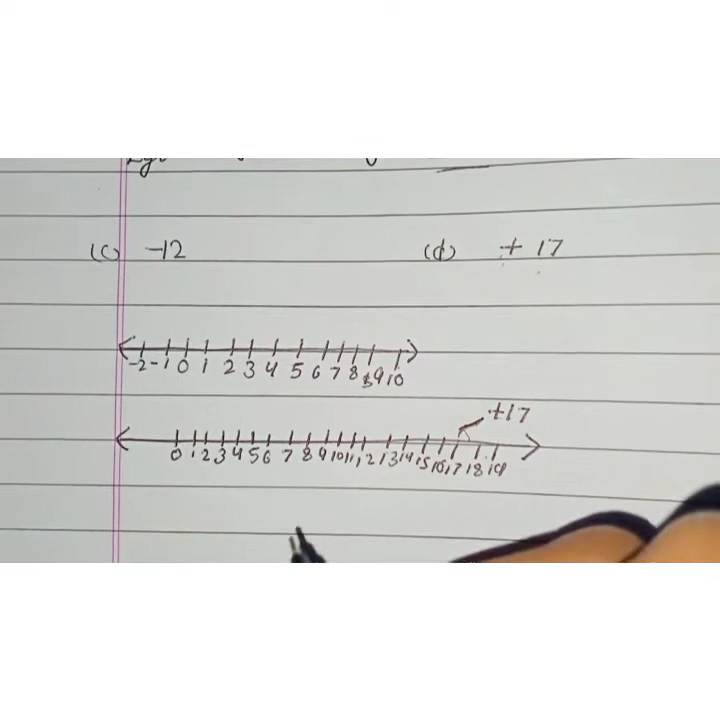 (c) -12 (d) + 17
-2 -1 0 1 2 3 4 5 6 7 8 9 10
+17
0 1 2 3 4 5 6 7 8 9 10 11 12 13 14 15 16 17 18 19